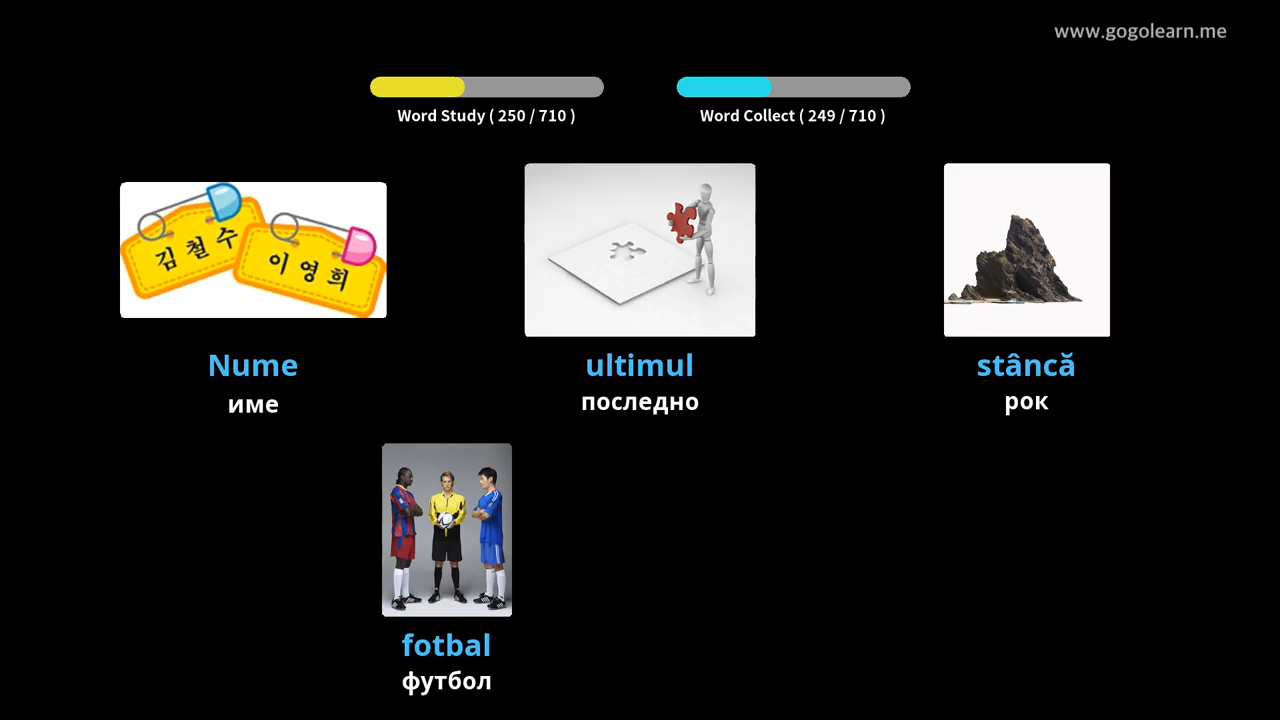 www.gogolearn.me
Word Study ( 250 / 710 )
Word Collect ( 249 / 710 )
김철수
이영희
Nume
ultimul
stâncă
име
последно
рок
fotbal
футбол